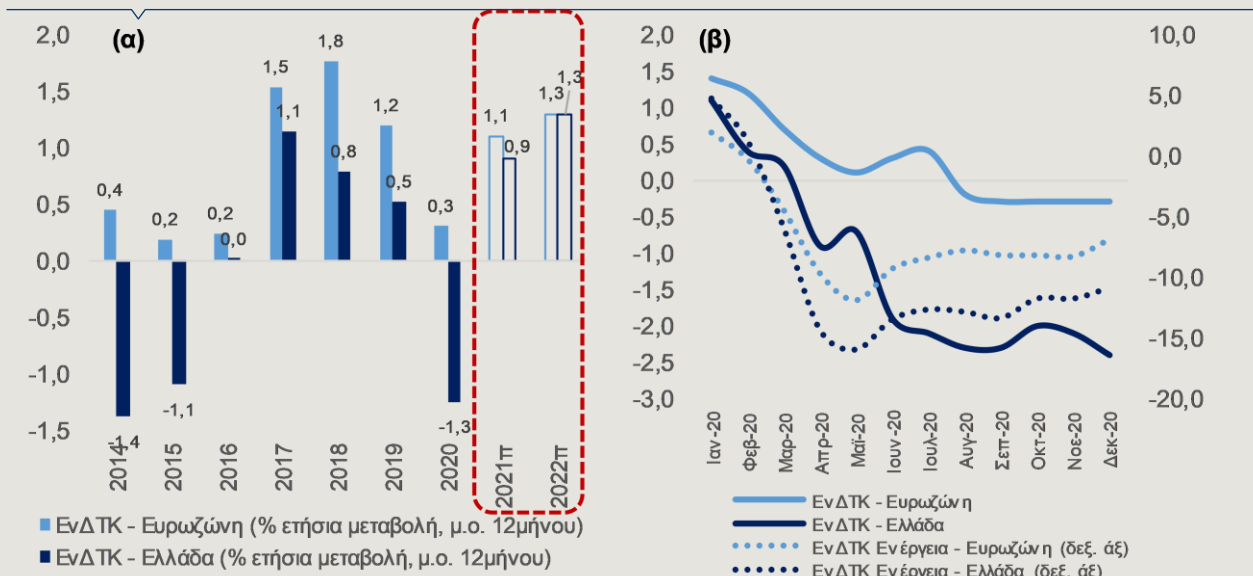 (α)
2,0
1,5
1,0
0,5
0,0
-0,5
-1,0
-1,5
0,4
-1,4
0,2
-1,1
0,2
0,0
1,5
1,1
1,8
0,8
1,2
0,5
0,3
-1,3
1,1
0,9
1,3
1,3
2014
2015
2016
2017
2018
2019
2020
2021π
2022π
ΕνΔΤΚ - Ευρωζώνη (% ετήσια μεταβολή, μ.ο. 12μήνου)
ΕνΔΤΚ - Ελλάδα (% ετήσια μεταβολή, μ.ο. 12μήνου)
(β)
2,0
1,5
1,0
0,5
0,0
-0,5
-1,0
-1,5
-2,0
-2,5
-3,0
10,0
5,0
0,0
-5,0
-10,0
-15,0
-20,0
Ιαν-20
Φεβ-20
Μαρ-20
Απρ-20
Μαϊ-20
Ιουν-20
Ιουλ-20
Αυγ-20
Σεπ-20
Οκτ-20
Νοε-20
Δεκ-20
ΕνΔΤΚ - Ευρωζώνη
ΕνΔΤΚ - Ελλάδα
ΕνΔΤΚ Ενέργεια - Ευρωζώνη (δεξ. άξ)
ΕνΔΤΚ Ενέργεια - Ελλάδα (δεξ. άξ)